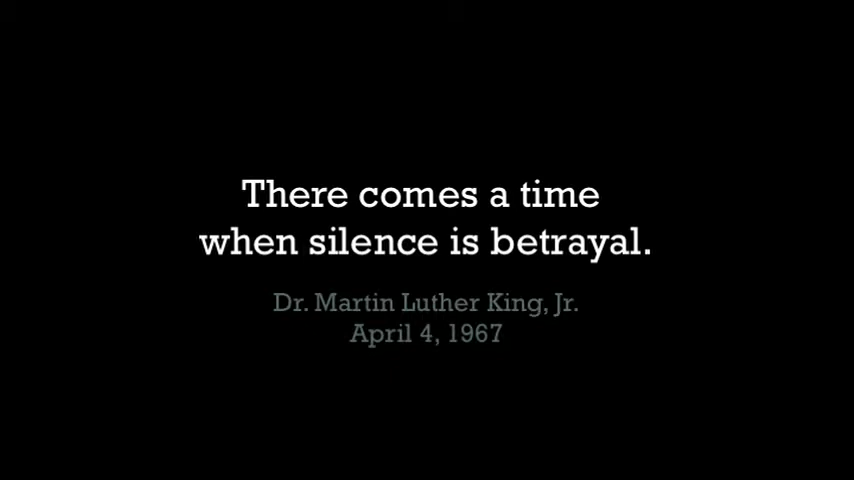 There comes a time
when silence is betrayal.
Dr. Martin Luther King, Jr.
April 4, 1967